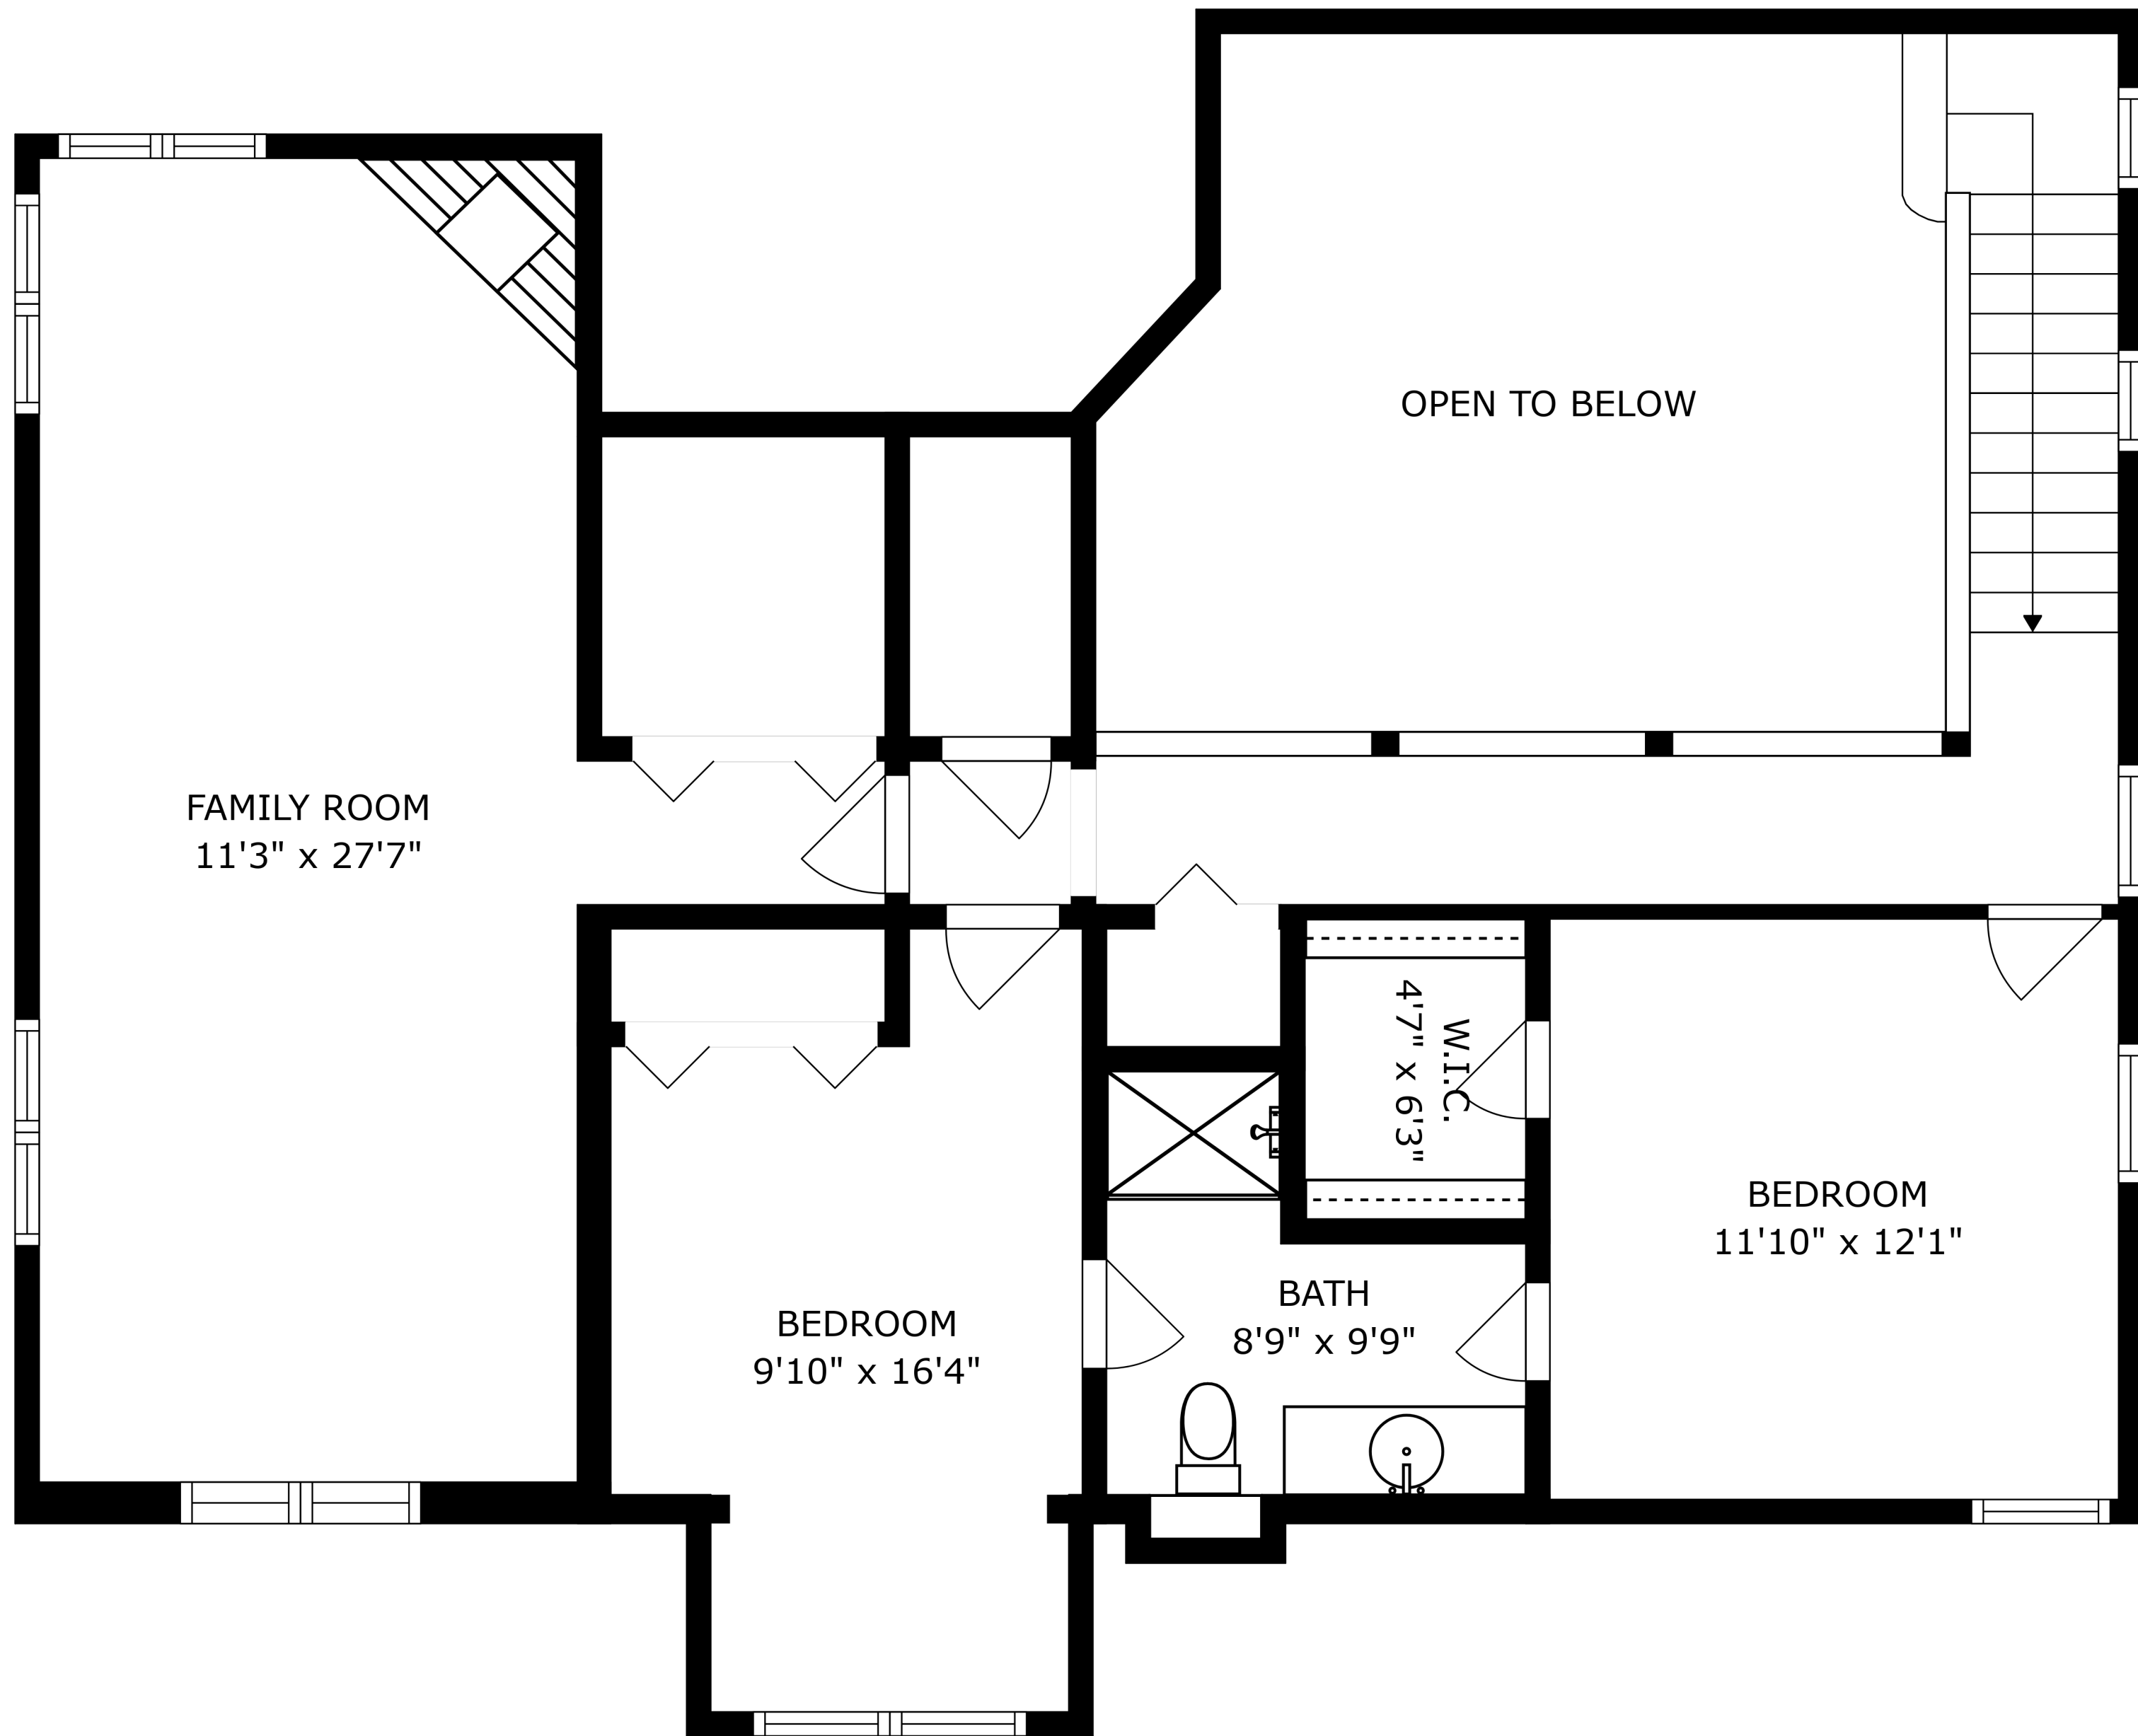 OPEN TO BELOW
FAMILY ROOM
11'3" x 27'7"
W.I.C.
4'7" x 6'3"
BEDROOM
11'10" x 12'1"
BATH
8'9" x 9'9"
BEDROOM
9'10" x 16'4"